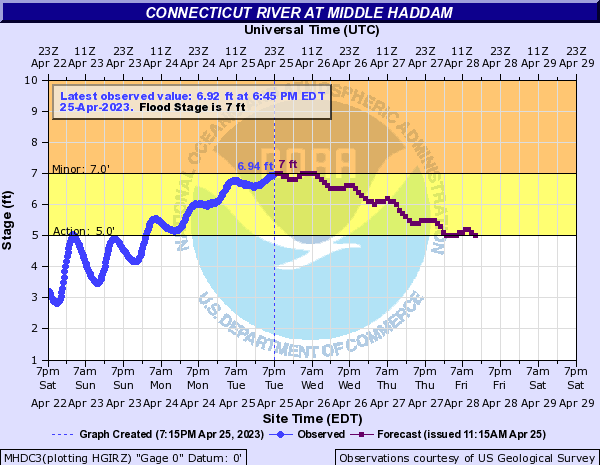 CONNECTICUT RIVER AT MIDDLE HADDAM
Universal Time (UTC)
23Z 11Z 23Z 11Z 23Z 11Z 23Z 11Z 23Z 11Z 23Z 11Z 23Z 11Z 23Z
Apr 22 Apr 23 Apr 23 Apr 24 Apr 24 Apr 25 Apr 25 Apr 26 Apr 26 Apr 27 Apr 27 Apr 28 Apr 28 Apr 29 Apr 29
Latest observed value: 6.92 ft at 6:45 PM EDT
25-Apr-2023. Flood Stage is 7 ft
Stage (ft)
10
9
8
7
6
5
4
3
2
1
Minor: 7.0'
Action: 5.0'
6.94 ft
7 ft
NOAA
NATIONAL OCEANIC AND ATMOSPHERIC ADMINISTRATION
U.S. DEPARTMENT OF COMMERCE
7pm 7am 7pm 7am 7pm 7am 7pm 7am 7pm 7am 7pm 7am 7pm 7am 7pm
Sat Sun Sun Mon Mon Tue Tue Wed Wed Thu Thu Fri Fri Sat Sat
Apr 22 Apr 23 Apr 23 Apr 24 Apr 24 Apr 25 Apr 25 Apr 26 Apr 26 Apr 27 Apr 27 Apr 28 Apr 28 Apr 29 Apr 29
Site Time (EDT)
Graph Created (7:15PM Apr 25, 2023) Observed Forecast (issued 11:15AM Apr 25)
MHDC3(plotting HGIRZ) "Gage 0" Datum: 0'
Observations courtesy of US Geological Survey